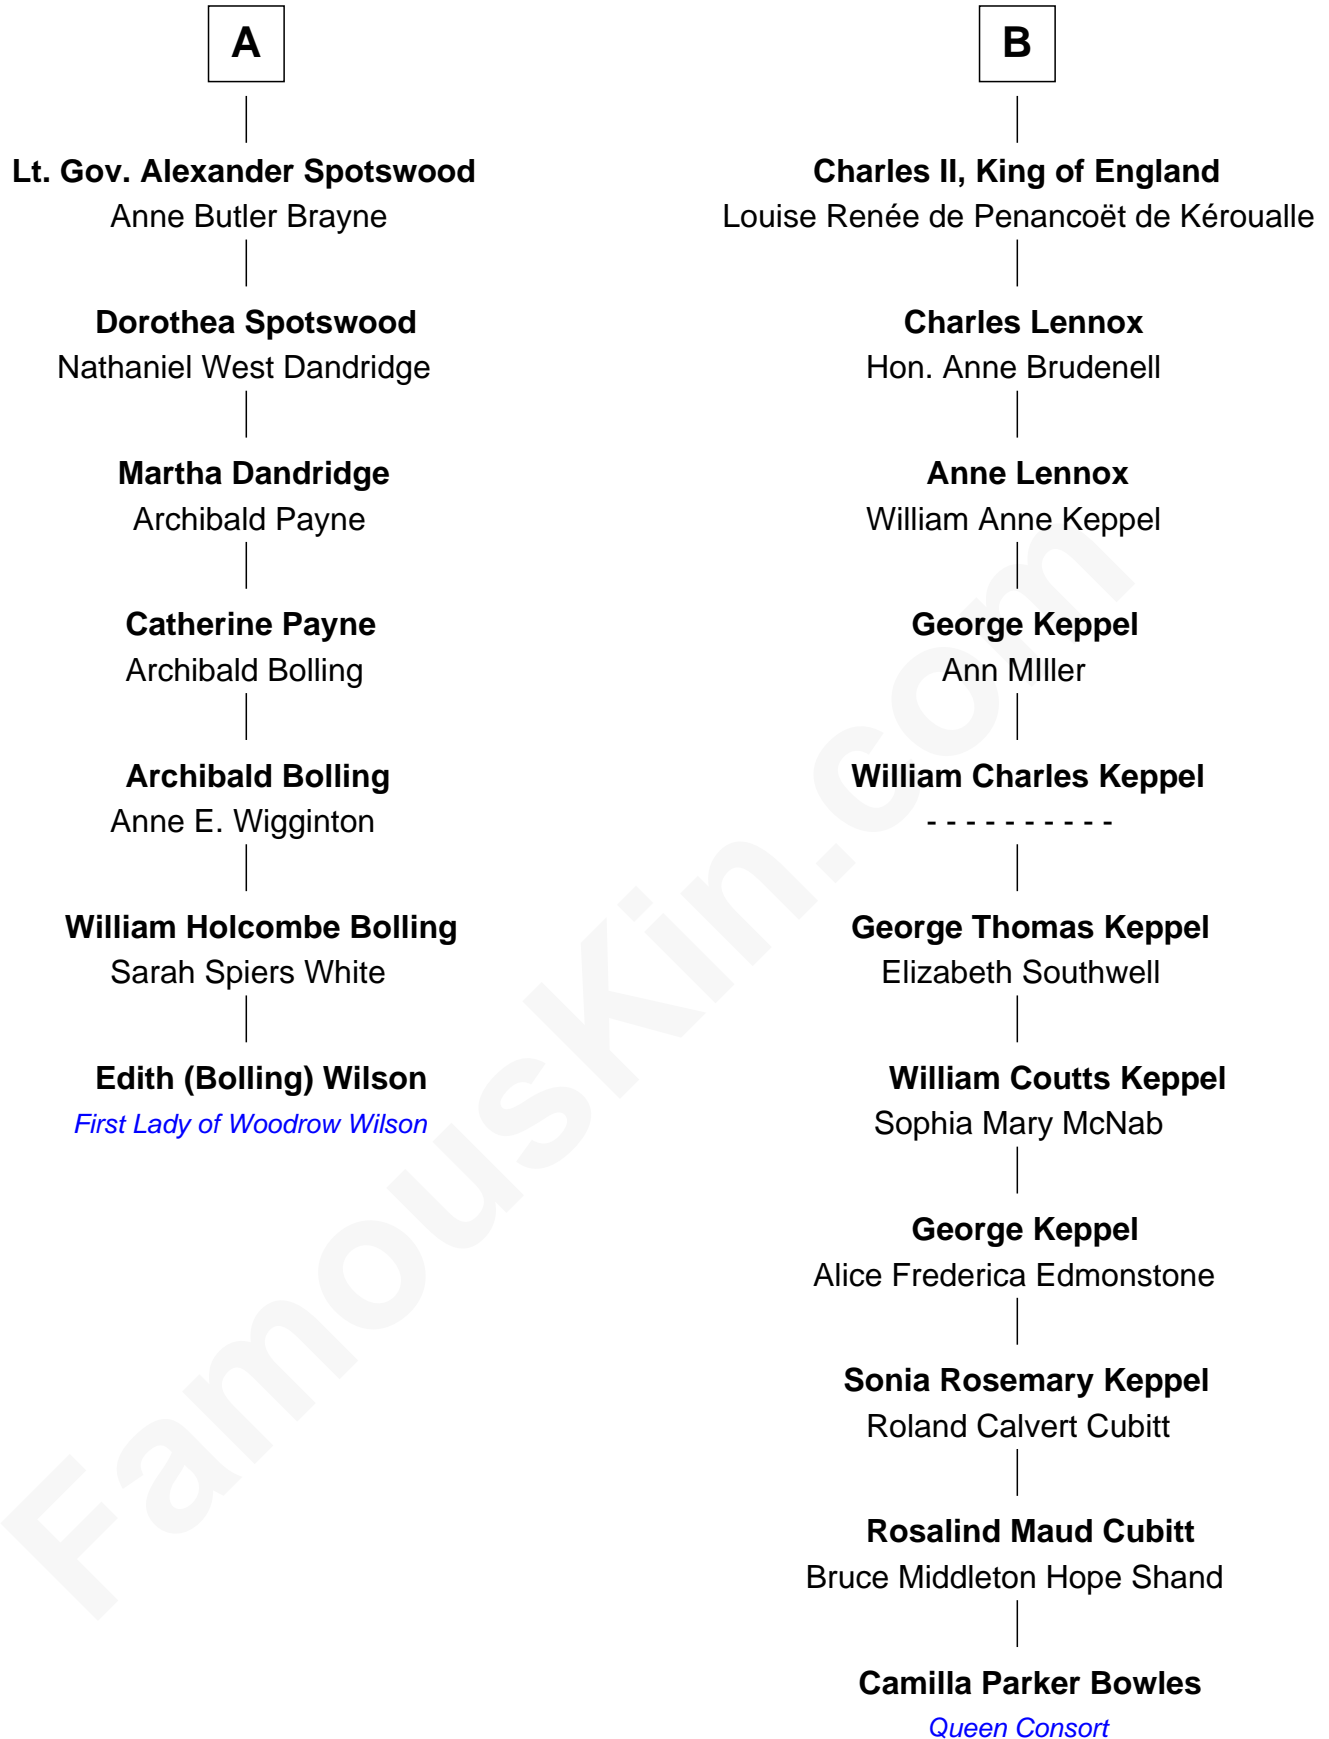 A
Lt. Gov. Alexander Spotswood
Anne Butler Brayne
Dorothea Spotswood
Nathaniel West Dandridge
Martha Dandridge
Archibald Payne
Catherine Payne
Archibald Bolling
Archibald Bolling
Anne E. Wigginton
William Holcombe Bolling
Sarah Spiers White
Edith (Bolling) Wilson
First Lady of Woodrow Wilson
B
Charles II, King of England
Louise Renée de Penancoët de Kéroualle
Charles Lennox
Hon. Anne Brudenell
Anne Lennox
William Anne Keppel
George Keppel
Ann MIller
William Charles Keppel
- - - - - - - - - -
George Thomas Keppel
Elizabeth Southwell
William Coutts Keppel
Sophia Mary McNab
George Keppel
Alice Frederica Edmonstone
Sonia Rosemary Keppel
Roland Calvert Cubitt
Rosalind Maud Cubitt
Bruce Middleton Hope Shand
Camilla Parker Bowles
Queen Consort
FamousKin.com